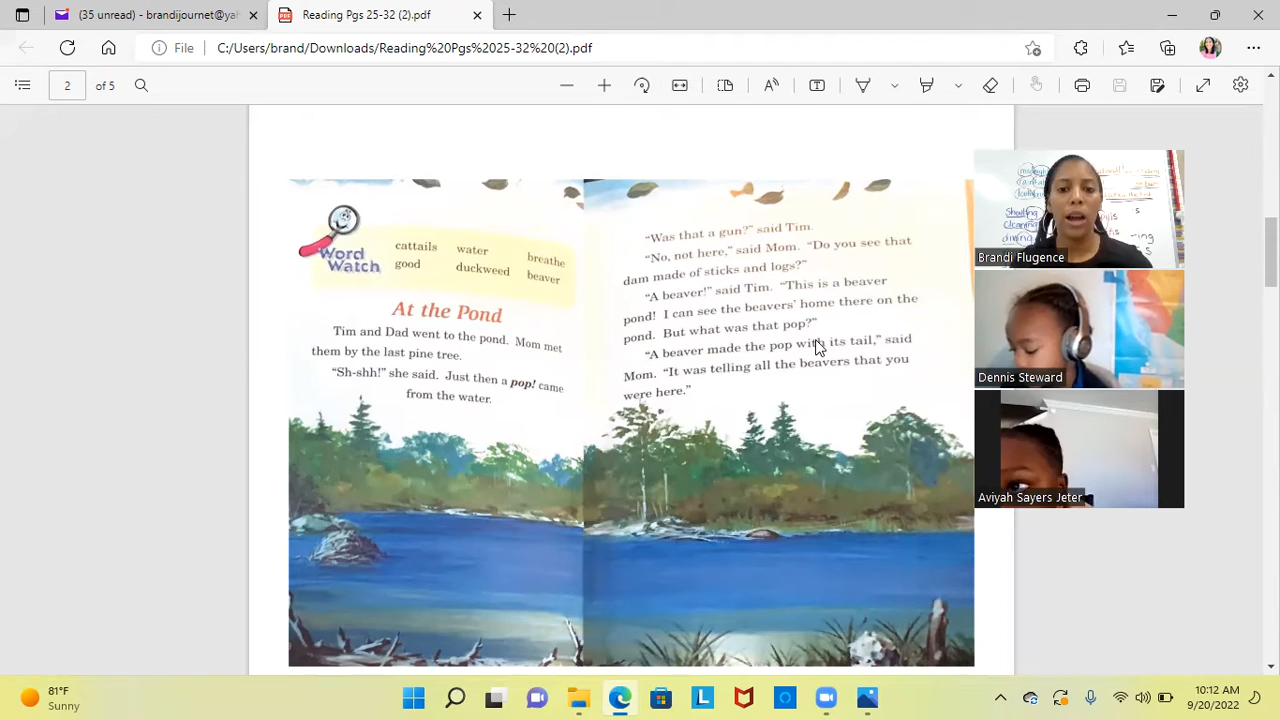 (35 unread) - brandijournet@yah
Reading Pgs 25-32 (2).pdf
File
C:/Users/brand/Downloads/Reading%20Pgs%2025-32%20(2).pdf
2 of 5
Word Watch
cattails water breathe
good duckweed beaver
At the Pond
Tim and Dad went to the pond. Mom met
them by the last pine tree.
"Sh-shh!" she said. Just then a pop! came
from the water.
"Was that a gun?" said Tim.
"No, not here," said Mom. "Do you see that
dam made of sticks and logs?"
"A beaver!" said Tim. "This is a beaver
pond! I can see the beavers' home there on the
pond. But what was that pop?"
"A beaver made the pop with its tail," said
Mom. "It was telling all the beavers that you
were here."
Shouting
Cleaning
Brandi Flugence
Dennis Steward
Aviyah Sayers Jeter
81°F
Sunny
10:12 AM
9/20/2022